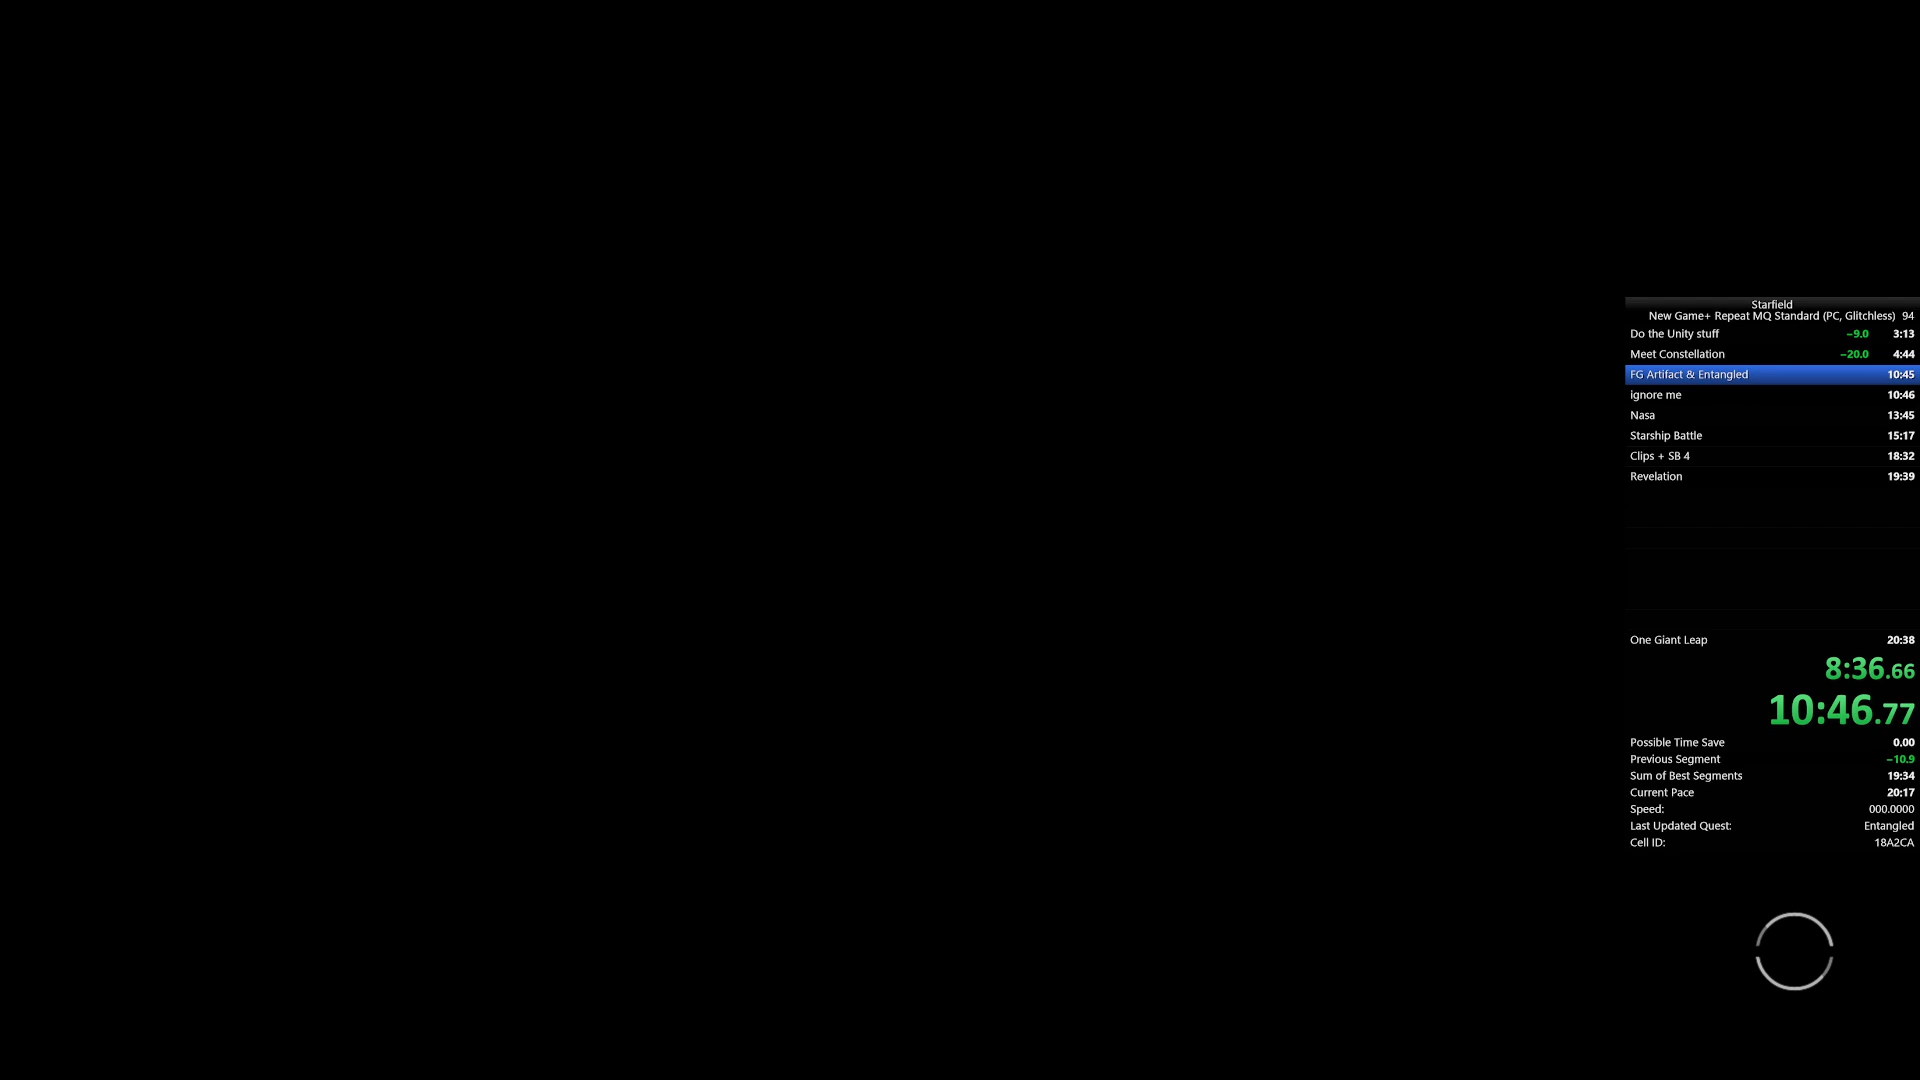 Starfield
New Game+ Repeat MQ Standard (PC, Glitchless) 94
Do the Unity stuff −9.0 3:13
Meet Constellation −20.0 4:44
FG Artifact & Entangled 10:45
ignore me 10:46
Nasa 13:45
Starship Battle 15:17
Clips + SB 4 18:32
Revelation 19:39
One Giant Leap 20:38
8:36.66
10:46.77
Possible Time Save 0.00
Previous Segment −10.9
Sum of Best Segments 19:34
Current Pace 20:17
Speed: 000.0000
Last Updated Quest: Entangled
Cell ID: 18A2CA